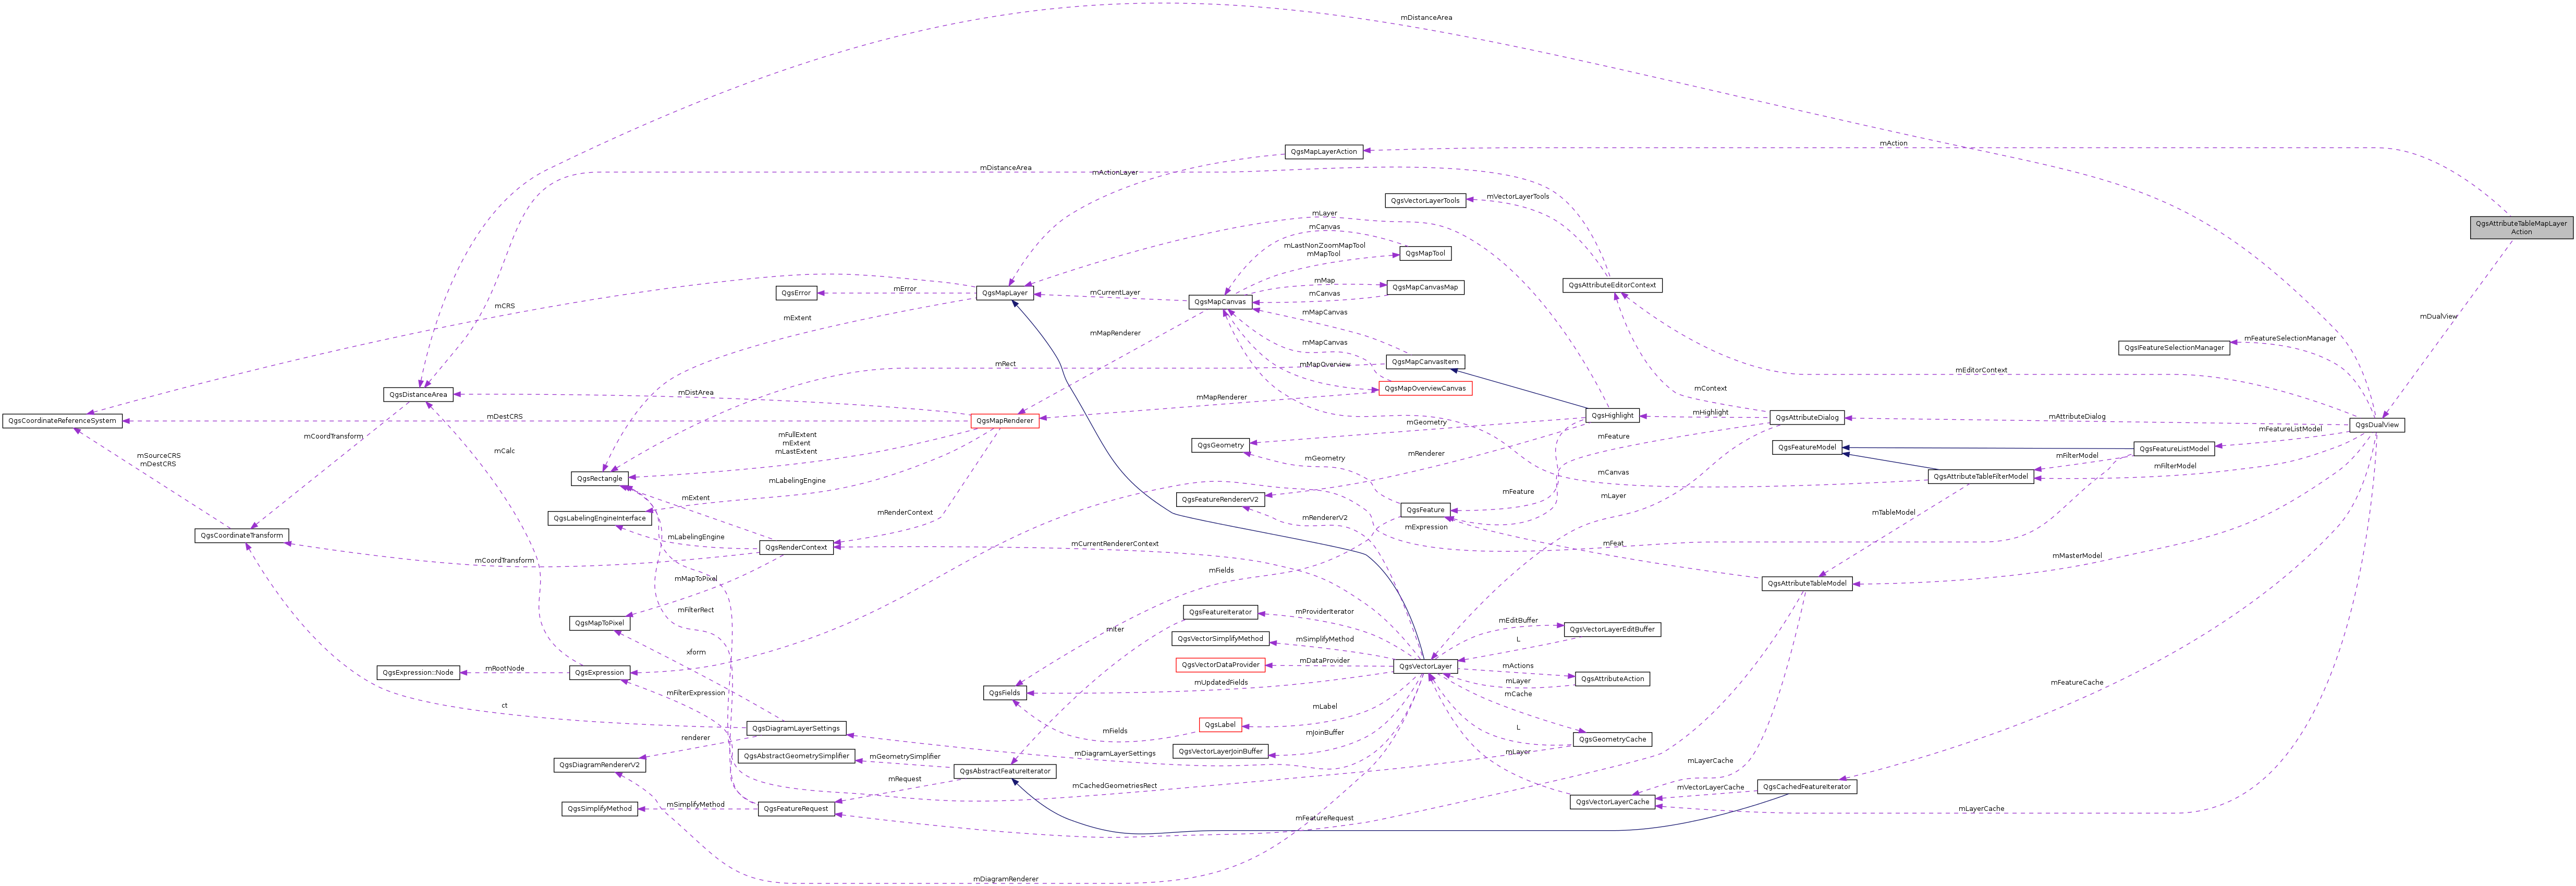 mDistanceArea
mAction
QgsMapLayerAction
mDistanceArea
mActionLayer
QgsVectorLayerTools
mVectorLayerTools
mLayer
QgsAttributeTableMapLayer
Action
mCanvas
mLastNonZoomMapTool
mMapTool
QgsMapTool
mMap
QgsMapCanvasMap
QgsAttributeEditorContext
QgsError
mError
QgsMapLayer
mCurrentLayer
QgsMapCanvas
mCanvas
mCRS
mExtent
mMapCanvas
mDualView
mMapRenderer
mMapCanvas
mFeatureSelectionManager
QgsIFeatureSelectionManager
mRect
mMapOverview
QgsMapCanvasItem
mEditorContext
QgsMapOverviewCanvas
mContext
QgsDistanceArea
mDistArea
mMapRenderer
QgsCoordinateReferenceSystem
mDestCRS
QgsMapRenderer
QgsHighlight
mHighlight
QgsAttributeDialog
mAttributeDialog
QgsDualView
mGeometry
mFeatureListModel
mCoordTransform
mFullExtent
mExtent
mLastExtent
QgsGeometry
mFeature
QgsFeatureModel
QgsFeatureListModel
mCalc
mSourceCRS
mDestCRS
mGeometry
mRenderer
mFilterModel
mFilterModel
QgsRectangle
mLabelingEngine
mCanvas
QgsAttributeTableFilterModel
mExtent
mFeature
mLayer
QgsFeatureRendererV2
QgsFeature
QgsLabelingEngineInterface
mRenderContext
mRendererV2
mExpression
mTableModel
QgsCoordinateTransform
mLabelingEngine
QgsRenderContext
mCurrentRendererContext
mFeat
mCoordTransform
mMasterModel
mMapToPixel
mFields
QgsAttributeTableModel
mFilterRect
QgsFeatureIterator
mProviderIterator
QgsMapToPixel
mIter
QgsVectorSimplifyMethod
mSimplifyMethod
mEditBuffer
QgsVectorLayerEditBuffer
L
xform
mRootNode
QgsExpression::Node
QgsExpression
QgsVectorDataProvider
mDataProvider
QgsVectorLayer
mActions
QgsAttributeAction
mFilterExpression
QgsFields
mUpdatedFields
mLayer
mCache
mFeatureCache
ct
mLabel
QgsLabel
QgsDiagramLayerSettings
mFields
mJoinBuffer
L
QgsGeometryCache
renderer
QgsAbstractGeometrySimplifier
mGeometrySimplifier
mDiagramLayerSettings
QgsVectorLayerJoinBuffer
mLayer
QgsDiagramRendererV2
mLayerCache
QgsAbstractFeatureIterator
mRequest
mCachedGeometriesRect
mVectorLayerCache
QgsCachedFeatureIterator
QgsSimplifyMethod
mSimplifyMethod
QgsFeatureRequest
QgsVectorLayerCache
mLayerCache
mFeatureRequest
mDiagramRenderer